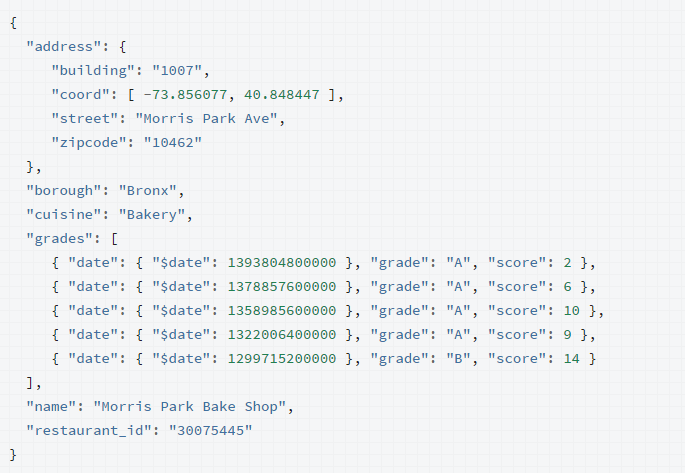 {
"address": {
"building": "1007",
"coord": [ -73.856077, 40.848447 ],
"street": "Morris Park Ave",
"zipcode": "10462"
},
"borough": "Bronx",
"cuisine": "Bakery",
"grades": [
{ "date": { "$date": 1393804800000 }, "grade": "A", "score": 2 },
{ "date": { "$date": 1378857600000 }, "grade": "A", "score": 6 },
{ "date": { "$date": 1358985600000 }, "grade": "A", "score": 10 },
{ "date": { "$date": 1322006400000 }, "grade": "A", "score": 9 },
{ "date": { "$date": 1299715200000 }, "grade": "B", "score": 14 }
],
"name": "Morris Park Bake Shop",
"restaurant_id": "30075445"
}